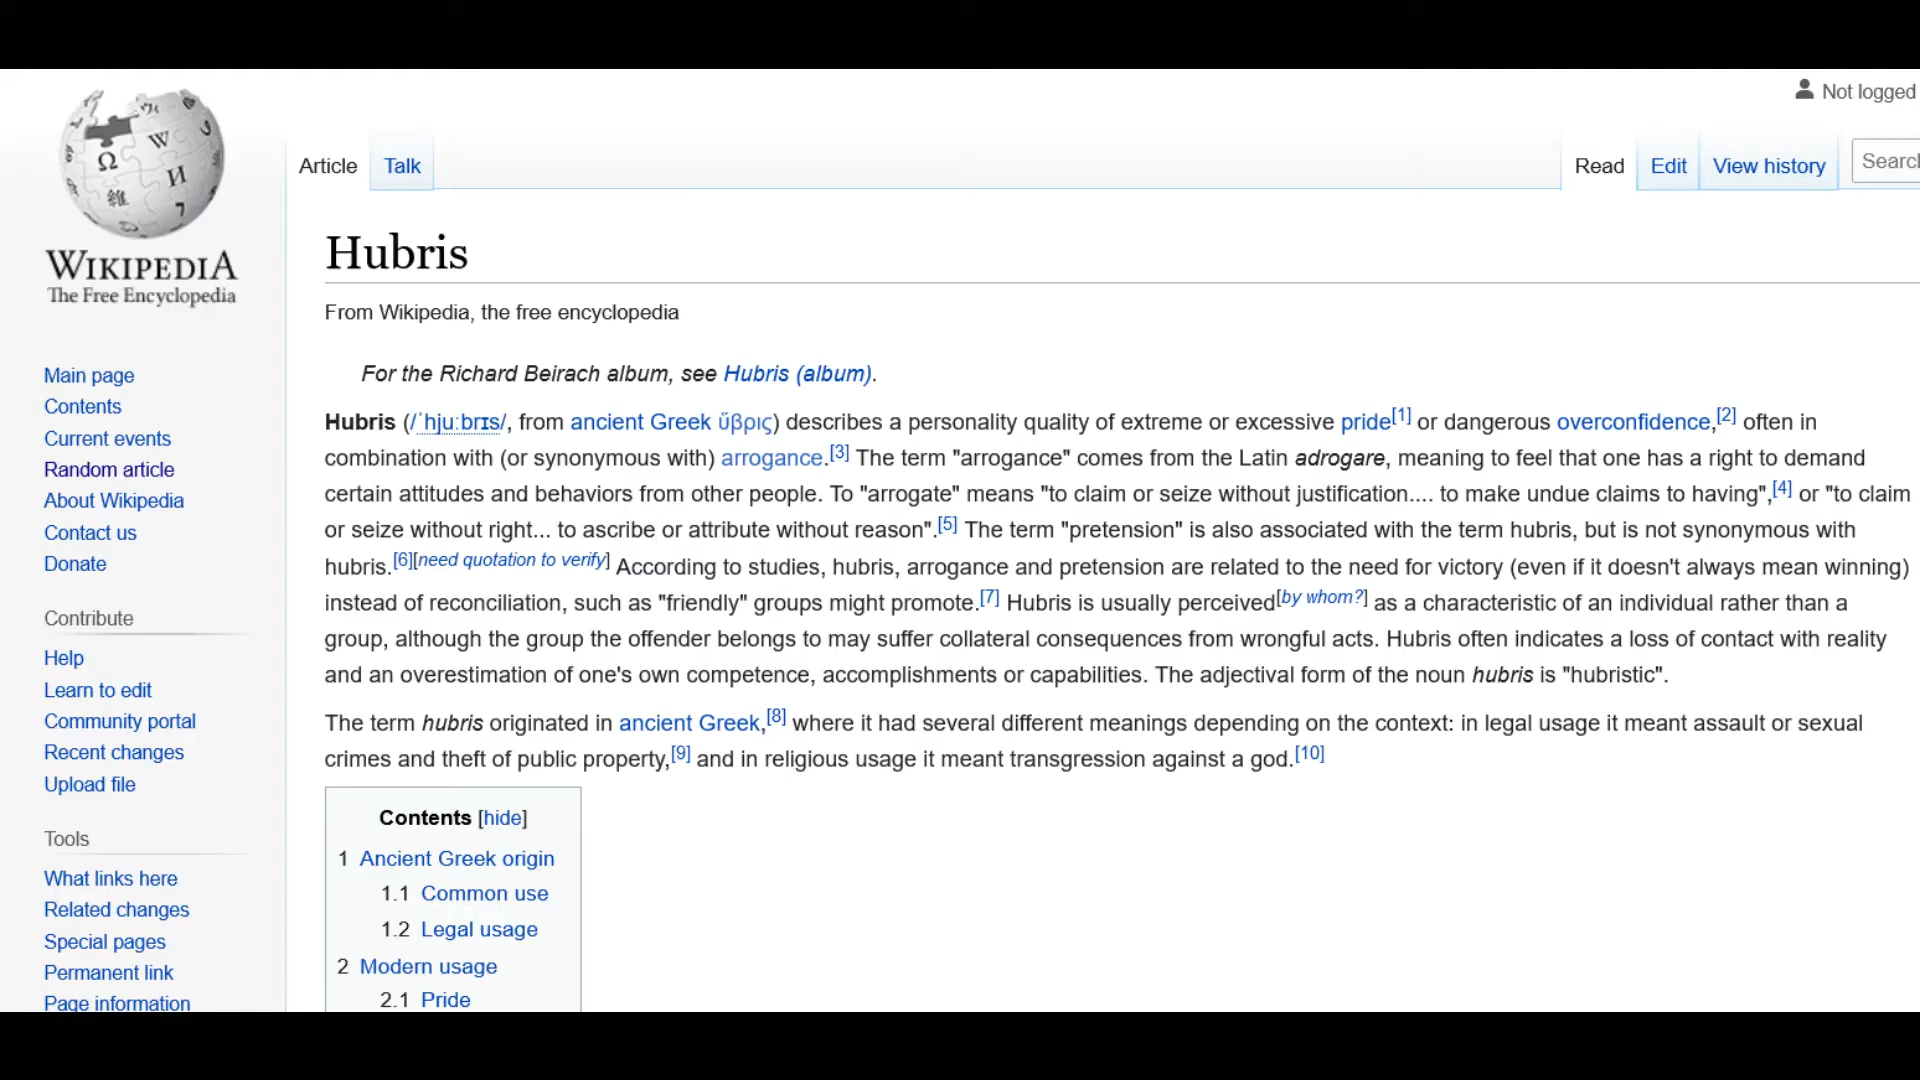 Not logged
Article
Talk
Read
Edit
View history
Searc
WIKIPEDIA
The Free Encyclopedia
Main page
Contents
Current events
Random article
About Wikipedia
Contact us
Donate
Contribute
Help
Learn to edit
Community portal
Recent changes
Upload file
Tools
What links here
Related changes
Special pages
Permanent link
Page information
Hubris
From Wikipedia, the free encyclopedia
For the Richard Beirach album, see Hubris (album).
Hubris (/ˈhjuːbrɪs/, from ancient Greek ὕβρις) describes a personality quality of extreme or excessive pride[1] or dangerous overconfidence,[2] often in
combination with (or synonymous with) arrogance.[3] The term "arrogance" comes from the Latin adrogare, meaning to feel that one has a right to demand
certain attitudes and behaviors from other people. To "arrogate" means "to claim or seize without justification.... to make undue claims to having",[4] or "to claim
or seize without right... to ascribe or attribute without reason".[5] The term "pretension" is also associated with the term hubris, but is not synonymous with
hubris.[6][need quotation to verify] According to studies, hubris, arrogance and pretension are related to the need for victory (even if it doesn't always mean winning)
instead of reconciliation, such as "friendly" groups might promote.[7] Hubris is usually perceived[by whom?] as a characteristic of an individual rather than a
group, although the group the offender belongs to may suffer collateral consequences from wrongful acts. Hubris often indicates a loss of contact with reality
and an overestimation of one's own competence, accomplishments or capabilities. The adjectival form of the noun hubris is "hubristic".
The term hubris originated in ancient Greek,[8] where it had several different meanings depending on the context: in legal usage it meant assault or sexual
crimes and theft of public property,[9] and in religious usage it meant transgression against a god.[10]
Contents [hide]
1 Ancient Greek origin
1.1 Common use
1.2 Legal usage
2 Modern usage
2.1 Pride